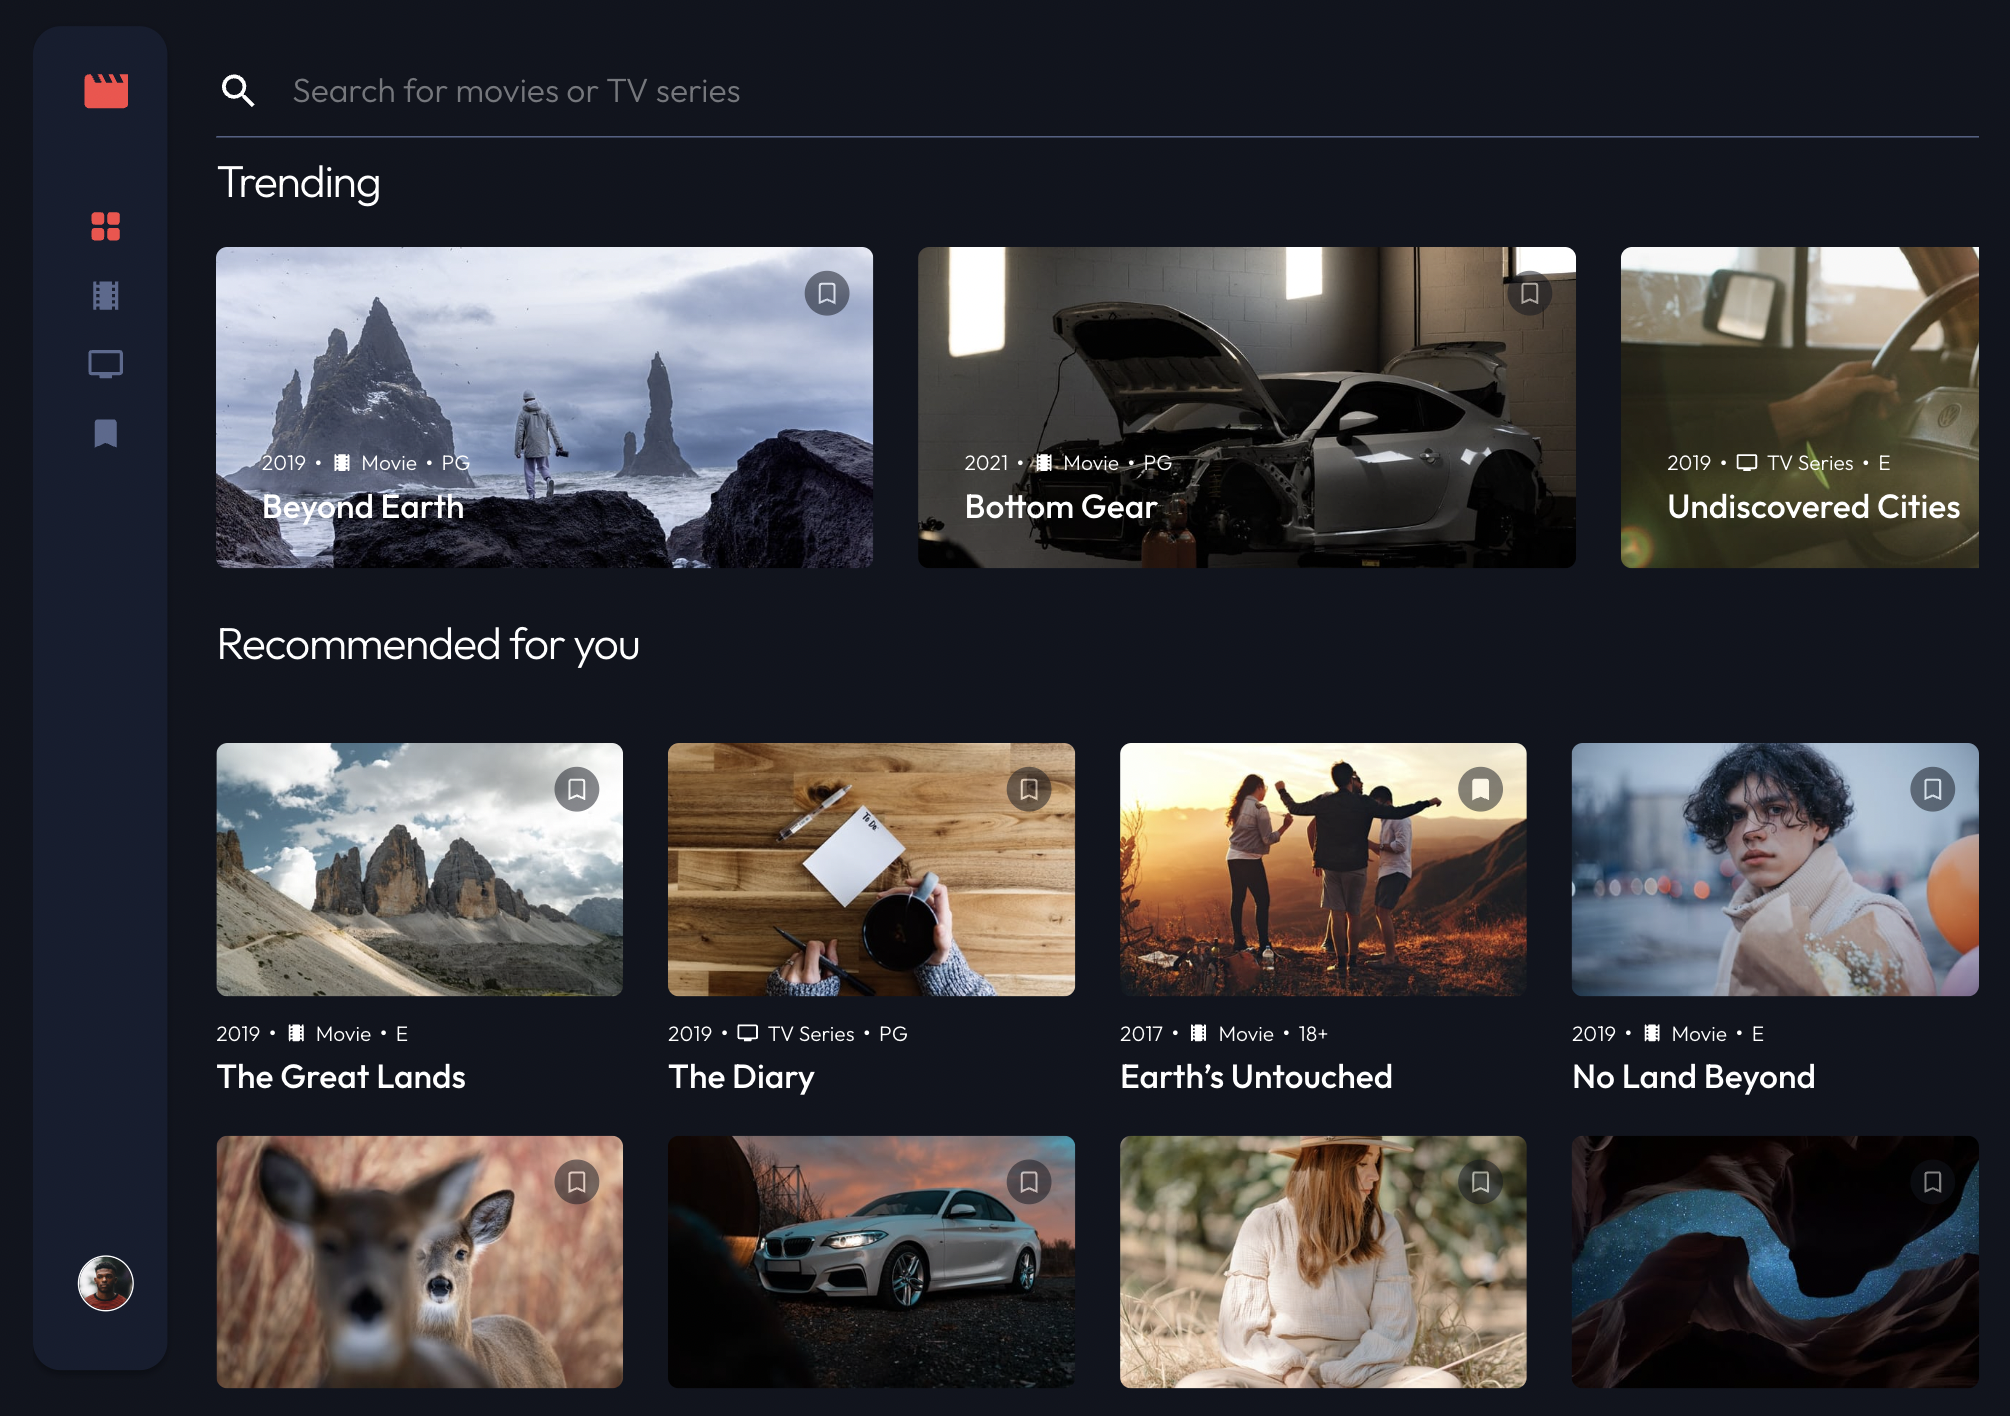 Search for movies or TV series
Trending
2019 • Movie • PG
Beyond Earth
2021 • Movie • PG
Bottom Gear
2019 • TV Series • E
Undiscovered Cities
Recommended for you
To Do
2019 • Movie • E
The Great Lands
2019 • TV Series • PG
The Diary
2017 • Movie • 18+
Earth’s Untouched
2019 • Movie • E
No Land Beyond